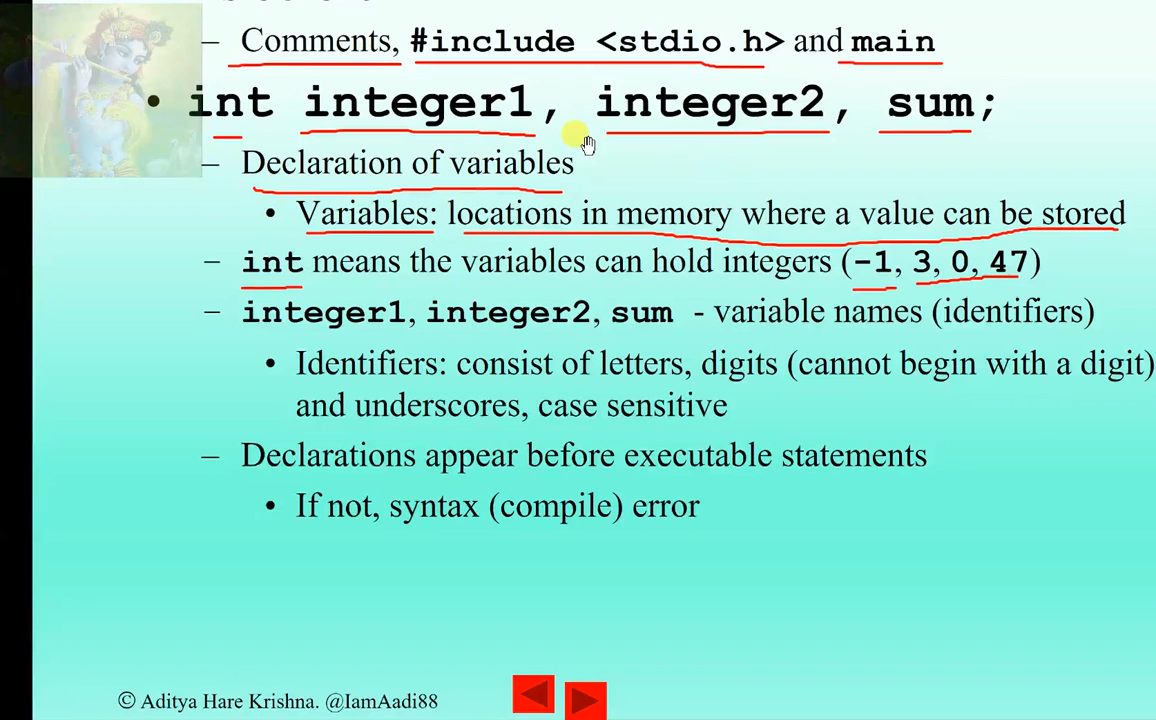 – Comments, #include <stdio.h> and main
• int integer1, integer2, sum;
– Declaration of variables
• Variables: locations in memory where a value can be stored
– int means the variables can hold integers (-1, 3, 0, 47)
– integer1, integer2, sum - variable names (identifiers)
• Identifiers: consist of letters, digits (cannot begin with a digit)
and underscores, case sensitive
– Declarations appear before executable statements
• If not, syntax (compile) error
© Aditya Hare Krishna. @IamAadi88